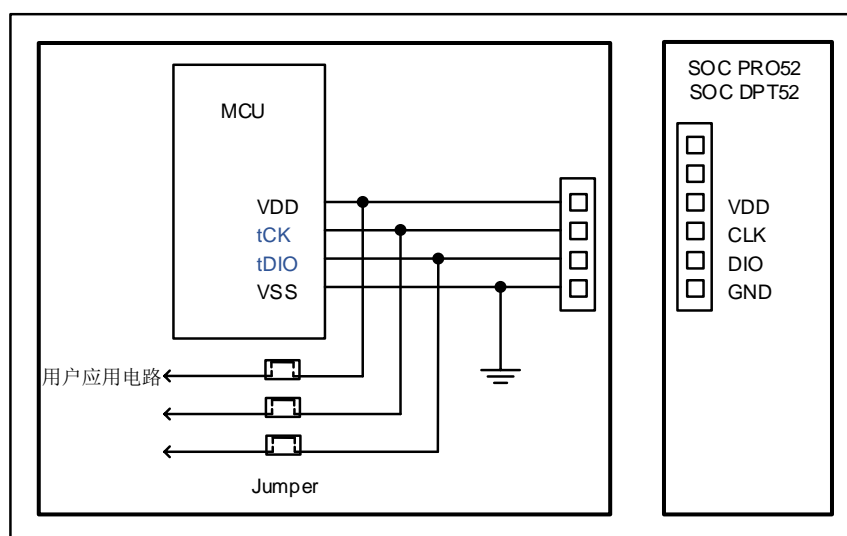 MCU
VDD
tCK
tDIO
VSS
用户应用电路
Jumper
SOC PRO52
SOC DPT52
VDD
CLK
DIO
GND